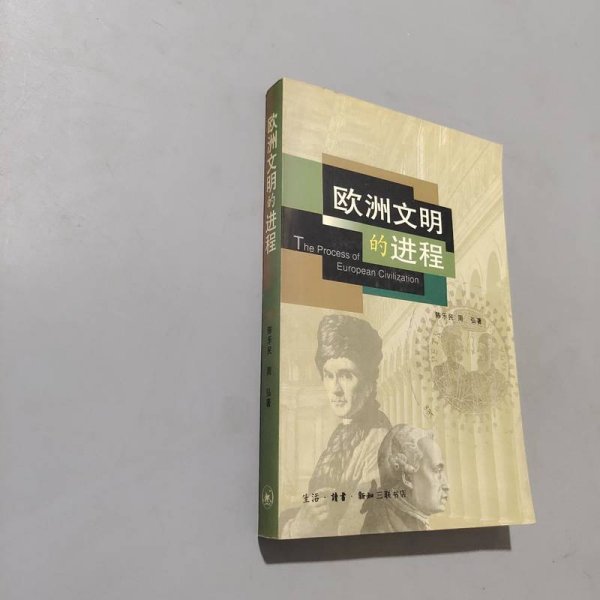 欧洲文明的进程
陈乐民 周 弘著
欧洲文明
的进程
The Process of
European Civilization
陈乐民 周 弘著
生活·读书·新知三联书店